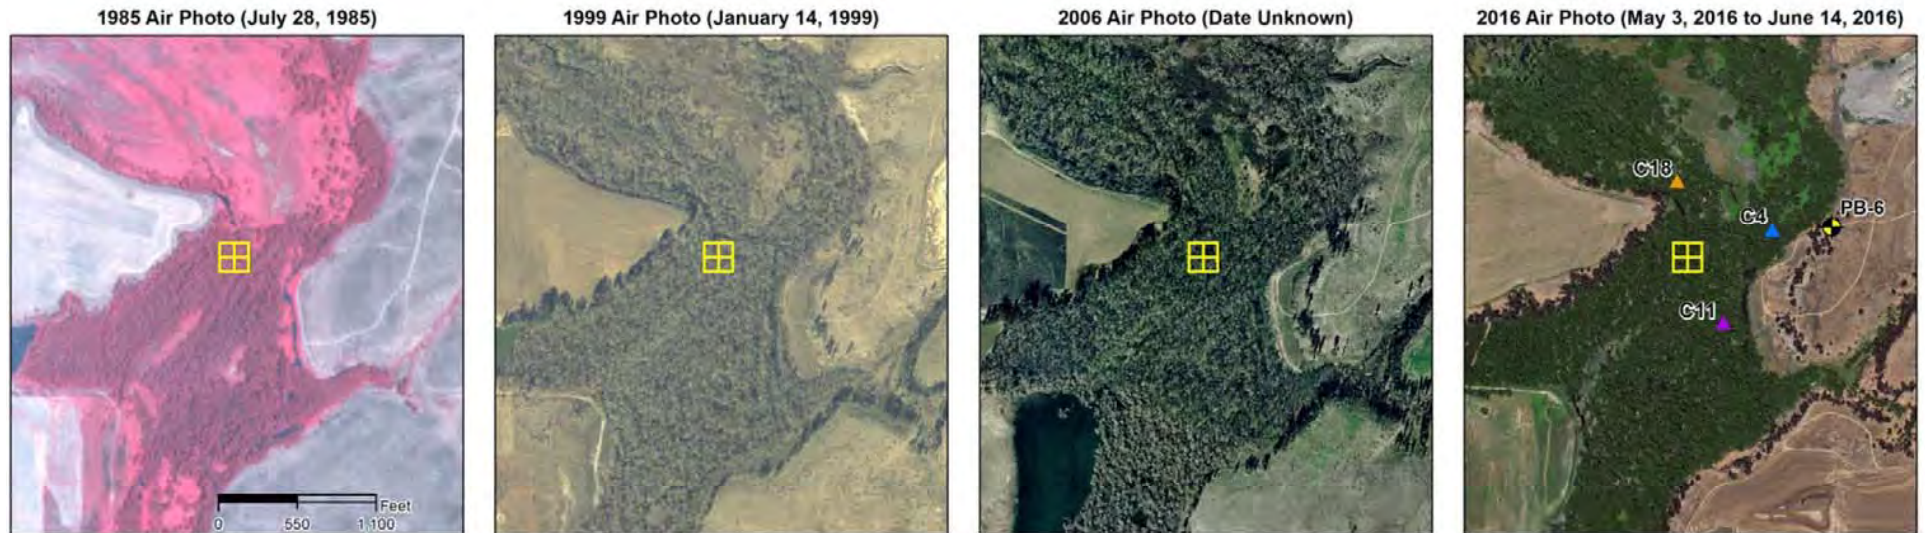 1985 Air Photo (July 28, 1985)
1999 Air Photo (January 14, 1999)
2006 Air Photo (Date Unknown)
2016 Air Photo (May 3, 2016 to June 14, 2016)
C18
PB-6
C4
C11
Feet
0 550 1,100